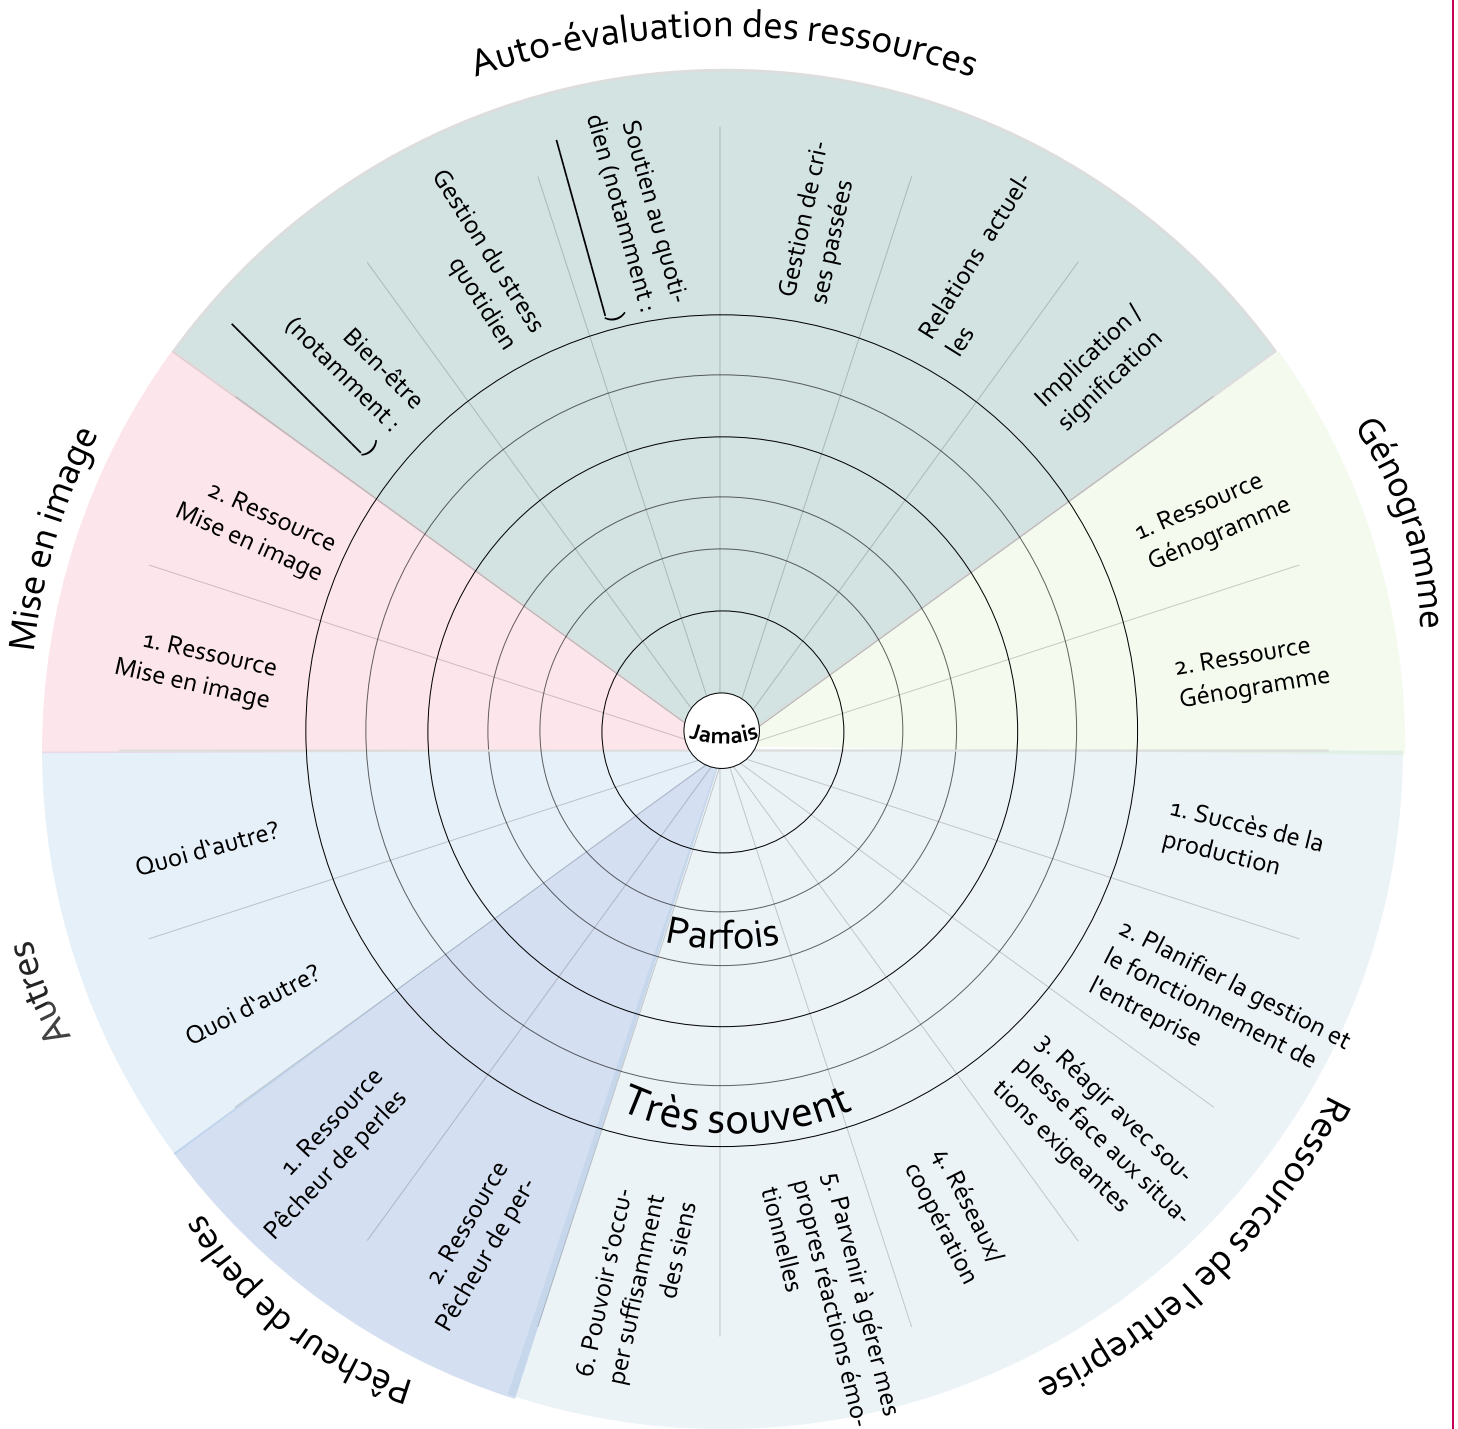 Auto-évaluation des ressources
Bien-être
(notamment :
)
Gestion du stress
quotidien
Soutien au quoti-
dien (notamment :
)
Gestion de cri-
ses passées
Relations actuel-
les
Implication /
signification
Génogramme
1. Ressource
Génogramme
2. Ressource
Génogramme
Ressources de l'entreprise
1. Succès de la
production
2. Planifier la gestion et
le fonctionnement de
l'entreprise
3. Réagir avec sou-
plesse face aux situa-
tions exigeantes
4. Réseaux/
coopération
5. Parvenir à gérer mes
propres réactions émo-
tionnelles
6. Pouvoir s'occu-
per suffisamment
des siens
Pêcheur de perles
2. Ressource
Pêcheur de per-
1. Ressource
Pêcheur de perles
Autres
Quoi d‛autre?
Quoi d‛autre?
Mise en image
1. Ressource
Mise en image
2. Ressource
Mise en image
Jamais
Parfois
Très souvent